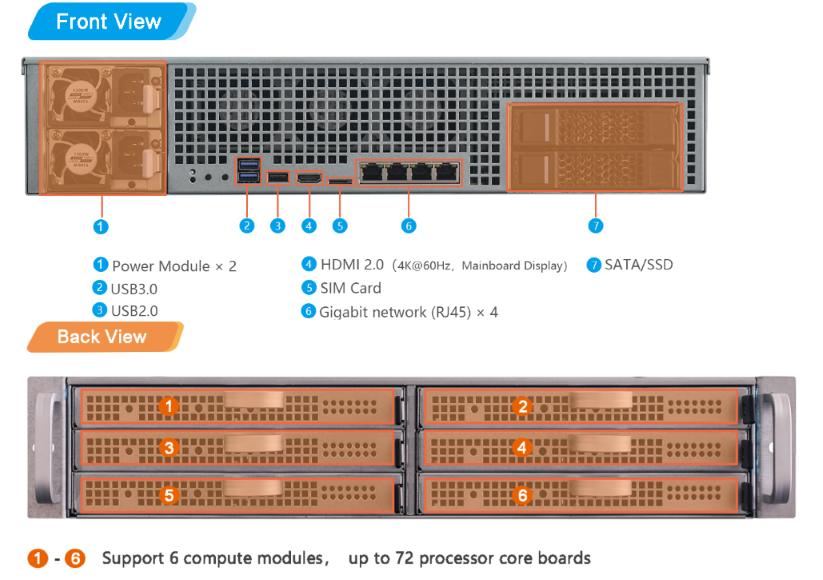 Front View
1 2 3 4 5 6 7
1 Power Module × 2
2 USB3.0
3 USB2.0
4 HDMI 2.0（4K@60Hz，Mainboard Display）
5 SIM Card
6 Gigabit network (RJ45) × 4
7 SATA/SSD
Back View
1 2
3 4
5 6
1 - 6 Support 6 compute modules， up to 72 processor core boards